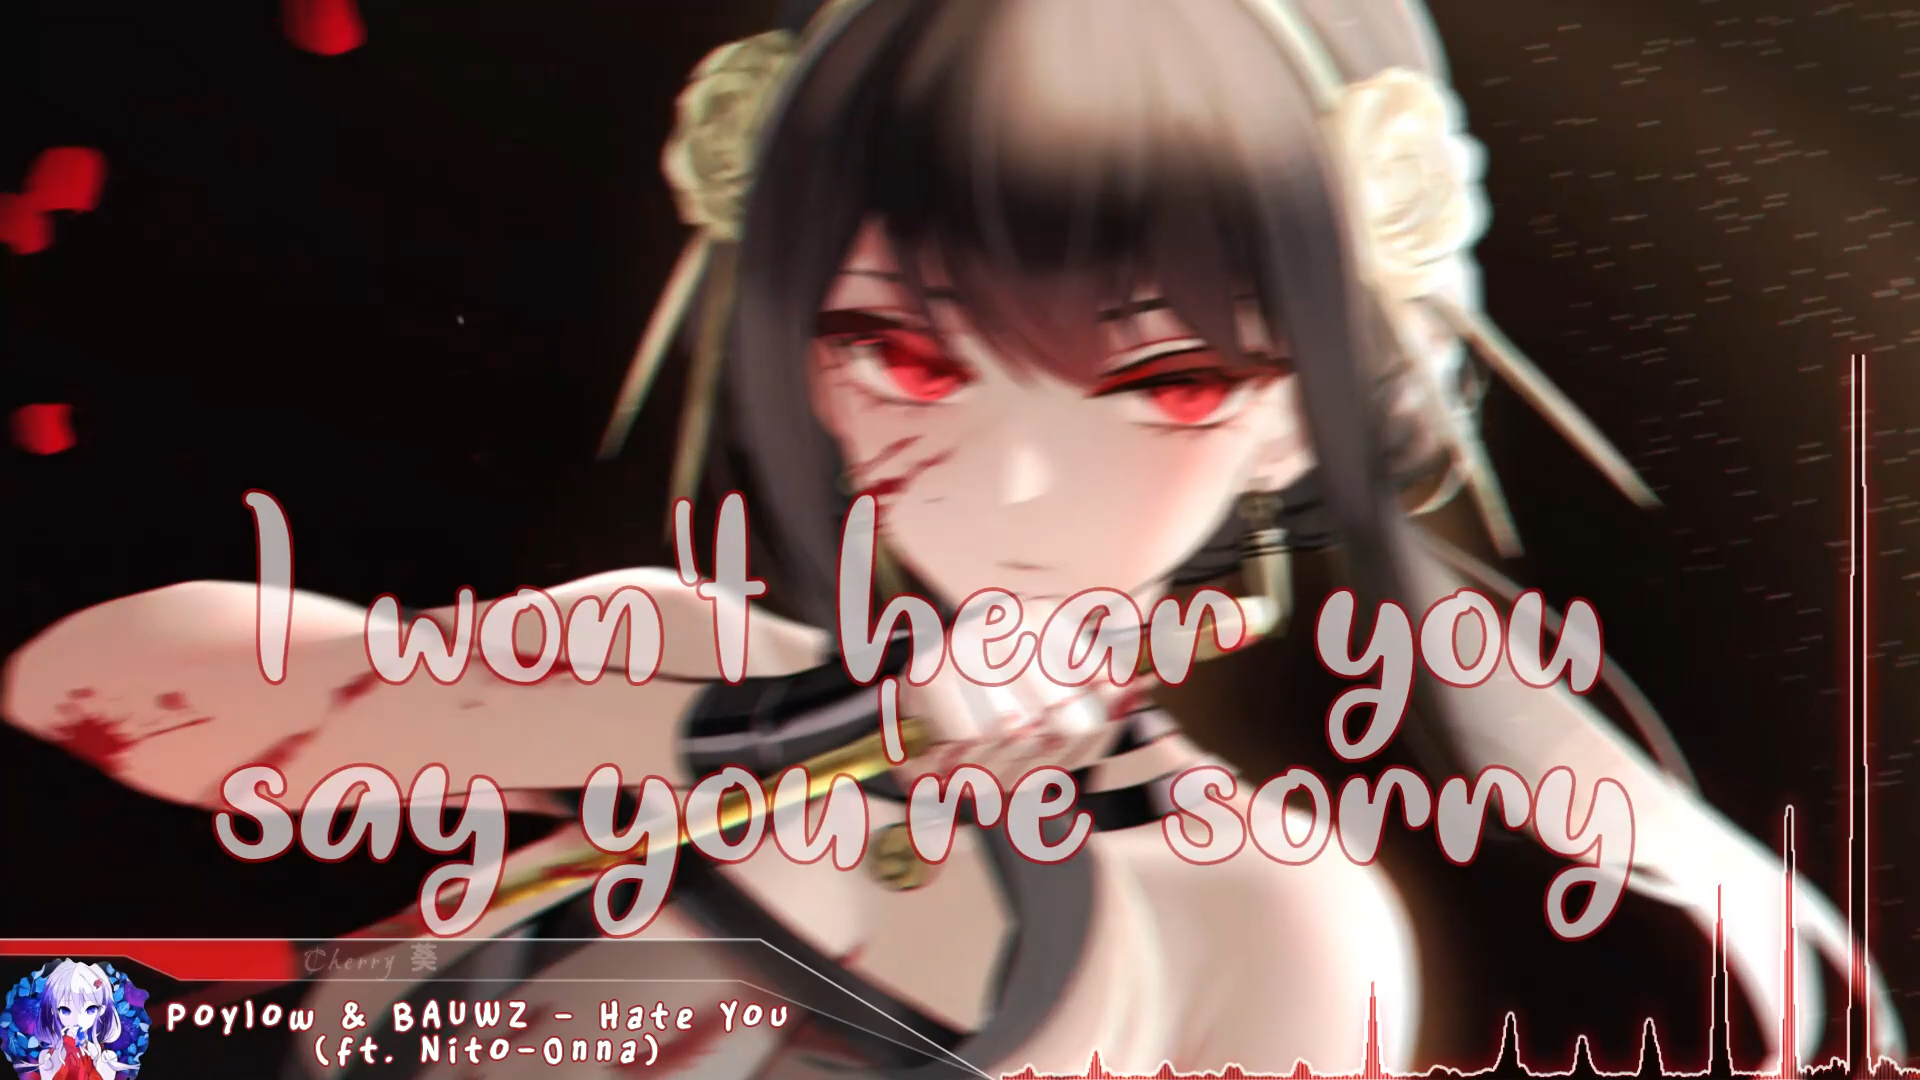 I won't hear you
say you're sorry
Cherry 葵
Poylow & BAUWZ - Hate You
(ft. Nito-Onna)